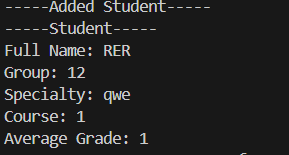 -----Added Student-----
-----Student-----
Full Name: RER
Group: 12
Specialty: qwe
Course: 1
Average Grade: 1